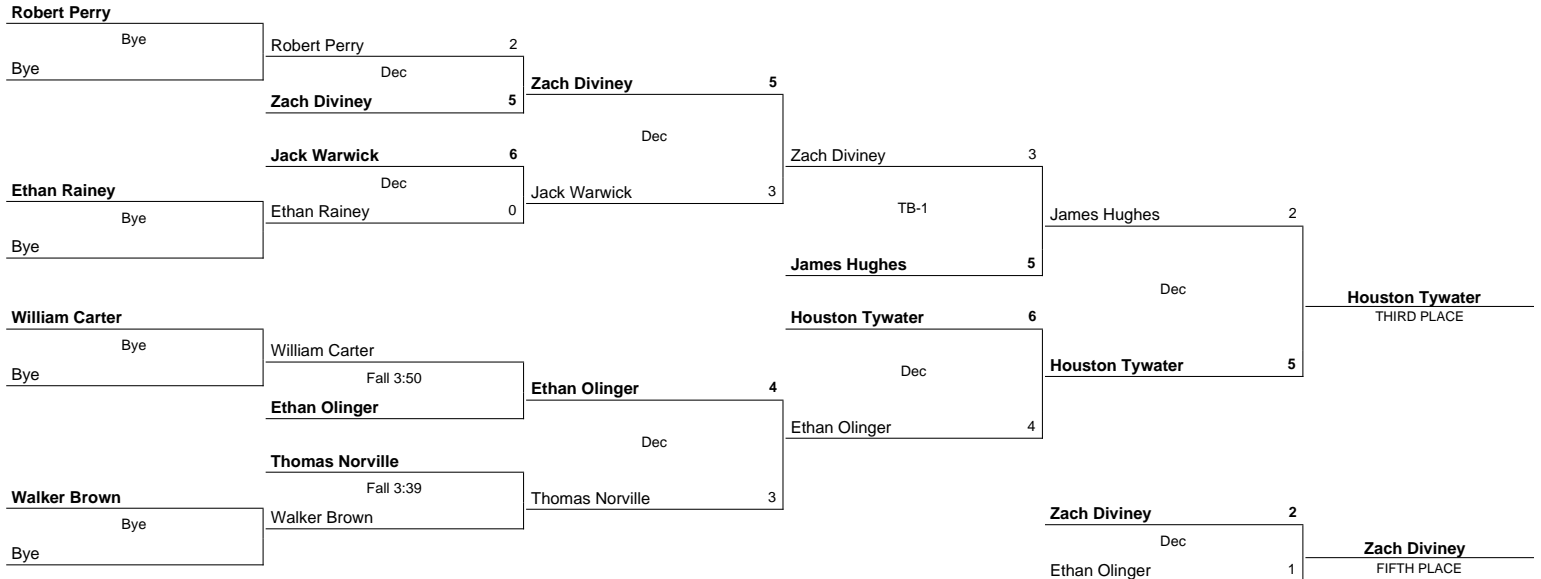 Robert Perry
Bye
Bye
Robert Perry 2
Dec
Zach Diviney 5
Zach Diviney 5
Dec
Jack Warwick 3
Jack Warwick 6
Dec
Ethan Rainey 0
Ethan Rainey
Bye
Bye
Zach Diviney 3
TB-1
James Hughes 5
James Hughes 2
Dec
Houston Tywater 5
Houston Tywater
THIRD PLACE
William Carter
Bye
Bye
William Carter
Fall 3:50
Ethan Olinger
Ethan Olinger 4
Dec
Thomas Norville 3
Thomas Norville
Fall 3:39
Walker Brown
Walker Brown
Bye
Bye
Houston Tywater 6
Dec
Ethan Olinger 4
Zach Diviney 2
Dec
Ethan Olinger 1
Zach Diviney
FIFTH PLACE